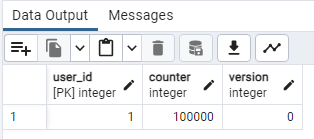 Data Output Messages
user_id counter version
[PK] integer integer integer
1 1 100000 0